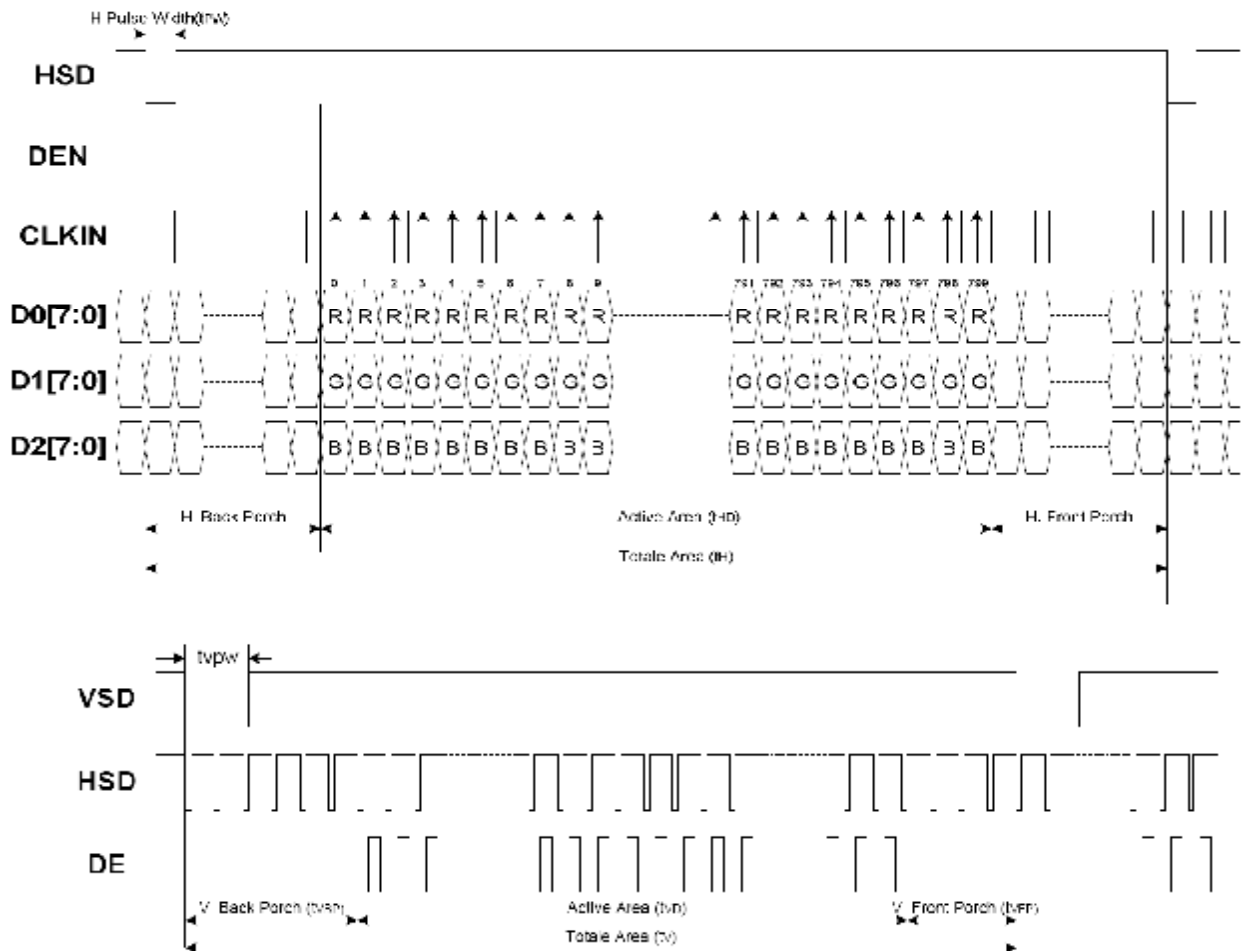 H Pulse Width(tPW)
HSD
DEN
CLKIN
0 1 2 3 4 5 6 7 8 9 791 792 793 794 795 796 797 798 799
D0[7:0] R R R R R R R R R R R R R R R R R R R
D1[7:0] G G G G G G G G G G G G G G G G G G G
D2[7:0] B B B B B B B B B B B B B B B B B B B
H. Back Porch Active Area (tHD) H. Front Porch
Totale Area (tH)
tvpw
VSD
HSD
DE
V. Back Porch (tVBP) Active Area (tVD) V. Front Porch (tVFP)
Totale Area (tV)